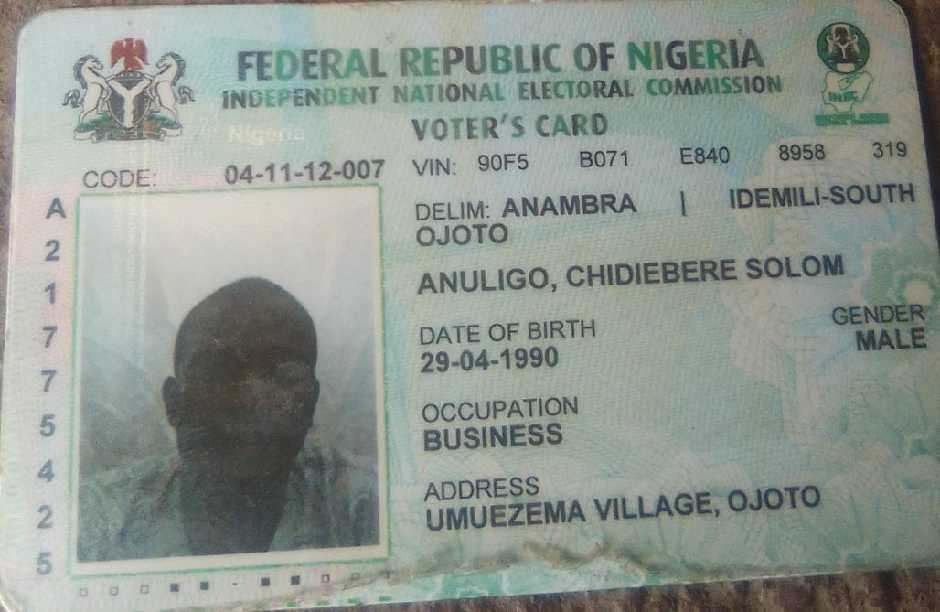 FEDERAL REPUBLIC OF NIGERIA
INDEPENDENT NATIONAL ELECTORAL COMMISSION
Nigeria
VOTER'S CARD
CODE: 04-11-12-007
VIN: 90F5 B071 E840 8958 319
DELIM: ANAMBRA | IDEMILI-SOUTH
OJOTO
ANULIGO, CHIDIEBERE SOLOM
DATE OF BIRTH
29-04-1990
GENDER
MALE
OCCUPATION
BUSINESS
ADDRESS
UMUEZEMA VILLAGE, OJOTO
A
2
1
7
7
5
4
2
5